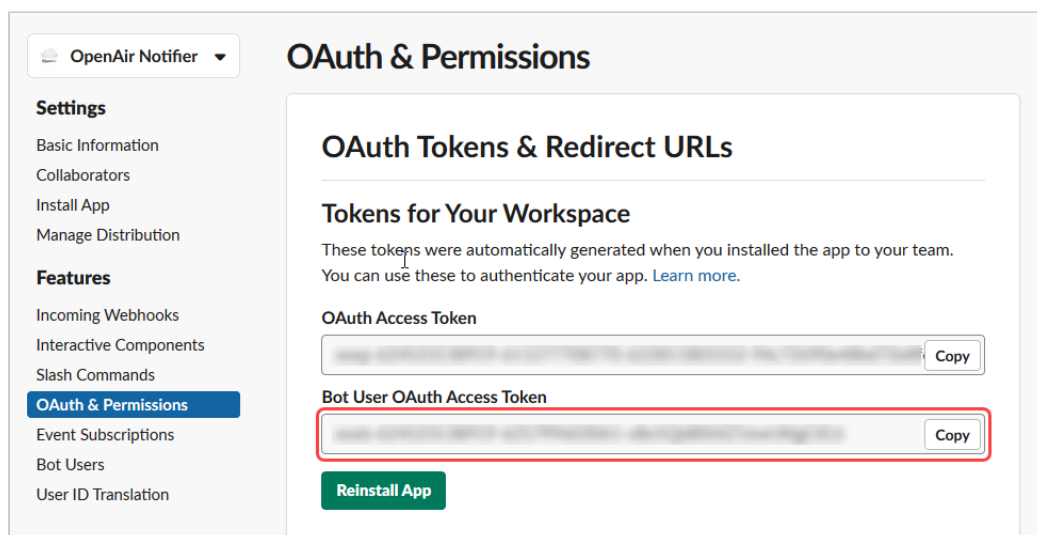 OpenAir Notifier
Settings
Basic Information
Collaborators
Install App
Manage Distribution
Features
Incoming Webhooks
Interactive Components
Slash Commands
OAuth & Permissions
Event Subscriptions
Bot Users
User ID Translation
OAuth & Permissions
OAuth Tokens & Redirect URLs
Tokens for Your Workspace
These tokens were automatically generated when you installed the app to your team.
You can use these to authenticate your app. Learn more.
OAuth Access Token
Copy
Bot User OAuth Access Token
Copy
Reinstall App